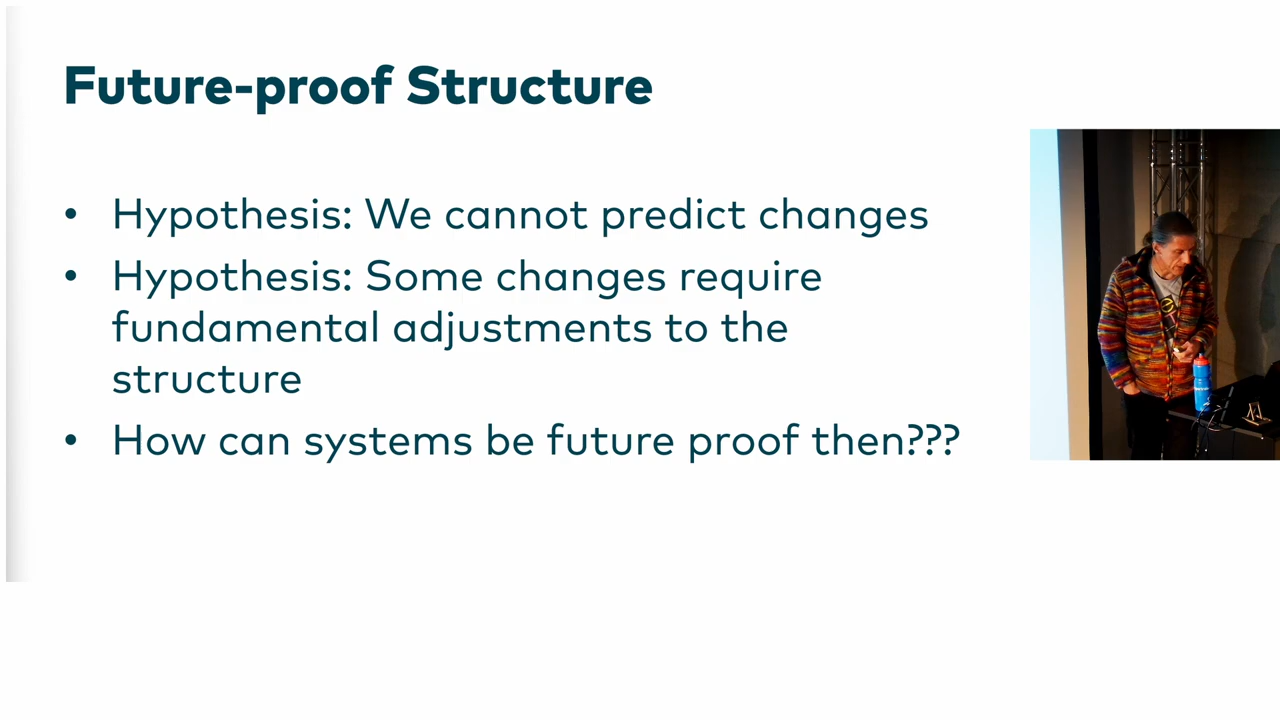 Future-proof Structure
• Hypothesis: We cannot predict changes
• Hypothesis: Some changes require
fundamental adjustments to the
structure
• How can systems be future proof then???